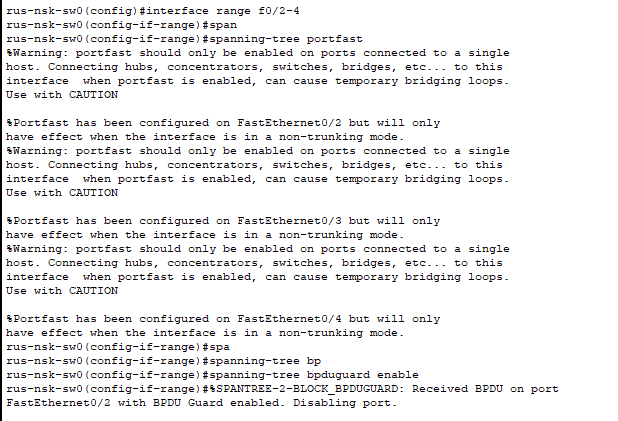 rus-nsk-sw0(config)#interface range f0/2-4
rus-nsk-sw0(config-if-range)#span
rus-nsk-sw0(config-if-range)#spanning-tree portfast
%Warning: portfast should only be enabled on ports connected to a single
host. Connecting hubs, concentrators, switches, bridges, etc... to this
interface  when portfast is enabled, can cause temporary bridging loops.
Use with CAUTION

%Portfast has been configured on FastEthernet0/2 but will only
have effect when the interface is in a non-trunking mode.
%Warning: portfast should only be enabled on ports connected to a single
host. Connecting hubs, concentrators, switches, bridges, etc... to this
interface  when portfast is enabled, can cause temporary bridging loops.
Use with CAUTION

%Portfast has been configured on FastEthernet0/3 but will only
have effect when the interface is in a non-trunking mode.
%Warning: portfast should only be enabled on ports connected to a single
host. Connecting hubs, concentrators, switches, bridges, etc... to this
interface  when portfast is enabled, can cause temporary bridging loops.
Use with CAUTION

%Portfast has been configured on FastEthernet0/4 but will only
have effect when the interface is in a non-trunking mode.
rus-nsk-sw0(config-if-range)#spa
rus-nsk-sw0(config-if-range)#spanning-tree bp
rus-nsk-sw0(config-if-range)#spanning-tree bpduguard enable
rus-nsk-sw0(config-if-range)#%SPANTREE-2-BLOCK_BPDUGUARD: Received BPDU on port
FastEthernet0/2 with BPDU Guard enabled. Disabling port.